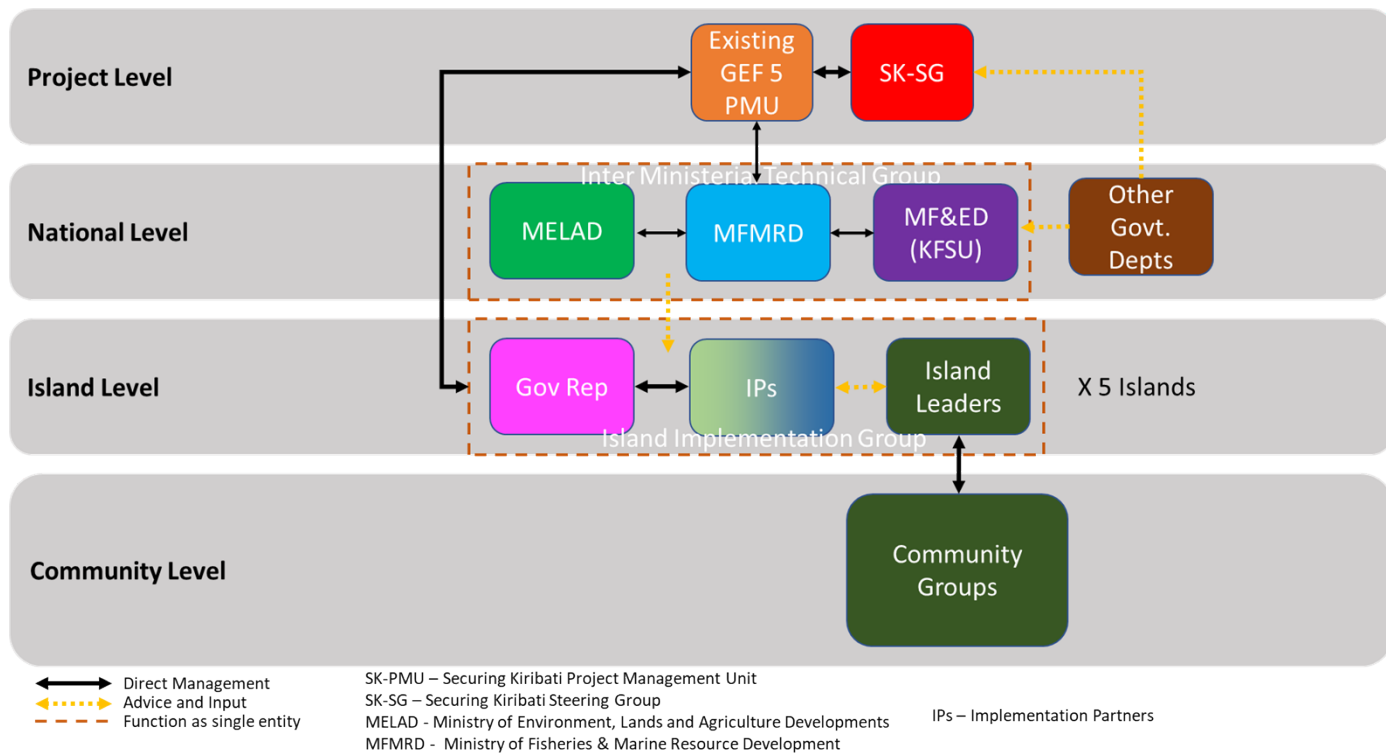 Project Level
Existing
GEF 5
PMU
SK-SG
Inter Ministerial Technical Group
National Level
MELAD
MFMRD
MF&ED
(KFSU)
Other
Govt.
Depts
Island Level
Gov Rep
IPs
Island
Leaders
X 5 Islands
Island Implementation Group
Community Level
Community
Groups
Direct Management
Advice and Input
Function as single entity
SK-PMU – Securing Kiribati Project Management Unit
SK-SG – Securing Kiribati Steering Group
MELAD - Ministry of Environment, Lands and Agriculture Developments
MFMRD - Ministry of Fisheries & Marine Resource Development
IPs – Implementation Partners